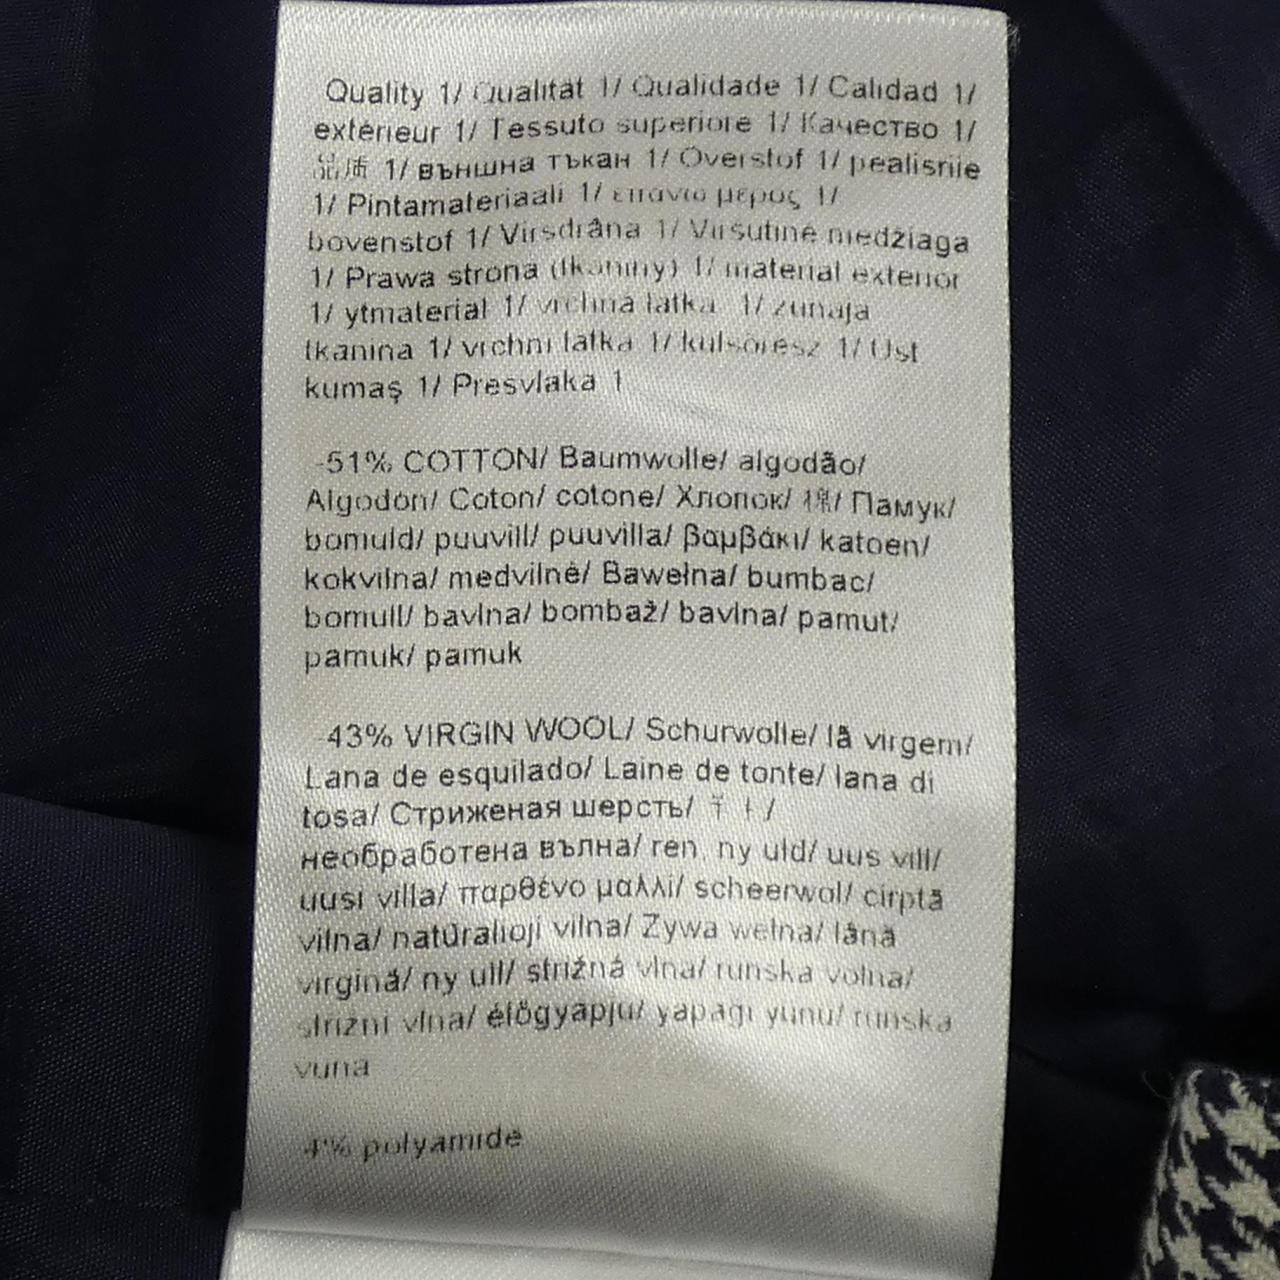 Quality 1/ Qualität 1/ Qualidade 1/ Calidad 1/
extérieur 1/ Tessuto superiore 1/ Качество 1/
品质 1/ външна тъкан 1/ Overstof 1/ pealisriie
1/ Pintamateriaali 1/ επάνω μέρος 1/
bovenstof 1/ Virsdrāna 1/ Viršutinė medžiaga
1/ Prawa strona (tkaniny) 1/ material exterior
1/ ytmaterial 1/ vrchná látka 1/ zunaja
tkanina 1/ vrchní látka 1/ külsőrész 1/ Üst
kumaş 1/ Presvlaka 1
-51% COTTON/ Baumwolle/ algodão/
Algodón/ Coton/ cotone/ Хлопок/ 棉/ Памук/
bomuld/ puuvill/ puuvilla/ βαμβάκι/ katoen/
kokvilna/ medvilnė/ Bawełna/ bumbac/
bomull/ bavlna/ bombaž/ bavlna/ pamut/
pamuk/ pamuk
-43% VIRGIN WOOL/ Schurwolle/ lã virgem/
Lana de esquilado/ Laine de tonte/ lana di
tosa/ Стриженая шерсть/
необработена вълна/ ren, ny uld/ uus vill/
uusi villa/ παρθένο μαλλί/ scheerwol/ cirptā
vilna/ natūralioji vilna/ Żywa wełna/ lână
virgină/ ny ull/ strižná vlna/ runska volna/
strižní vlna/ élőgyapjú/ yapağı yünü/ runska
vuna
4% polyamide